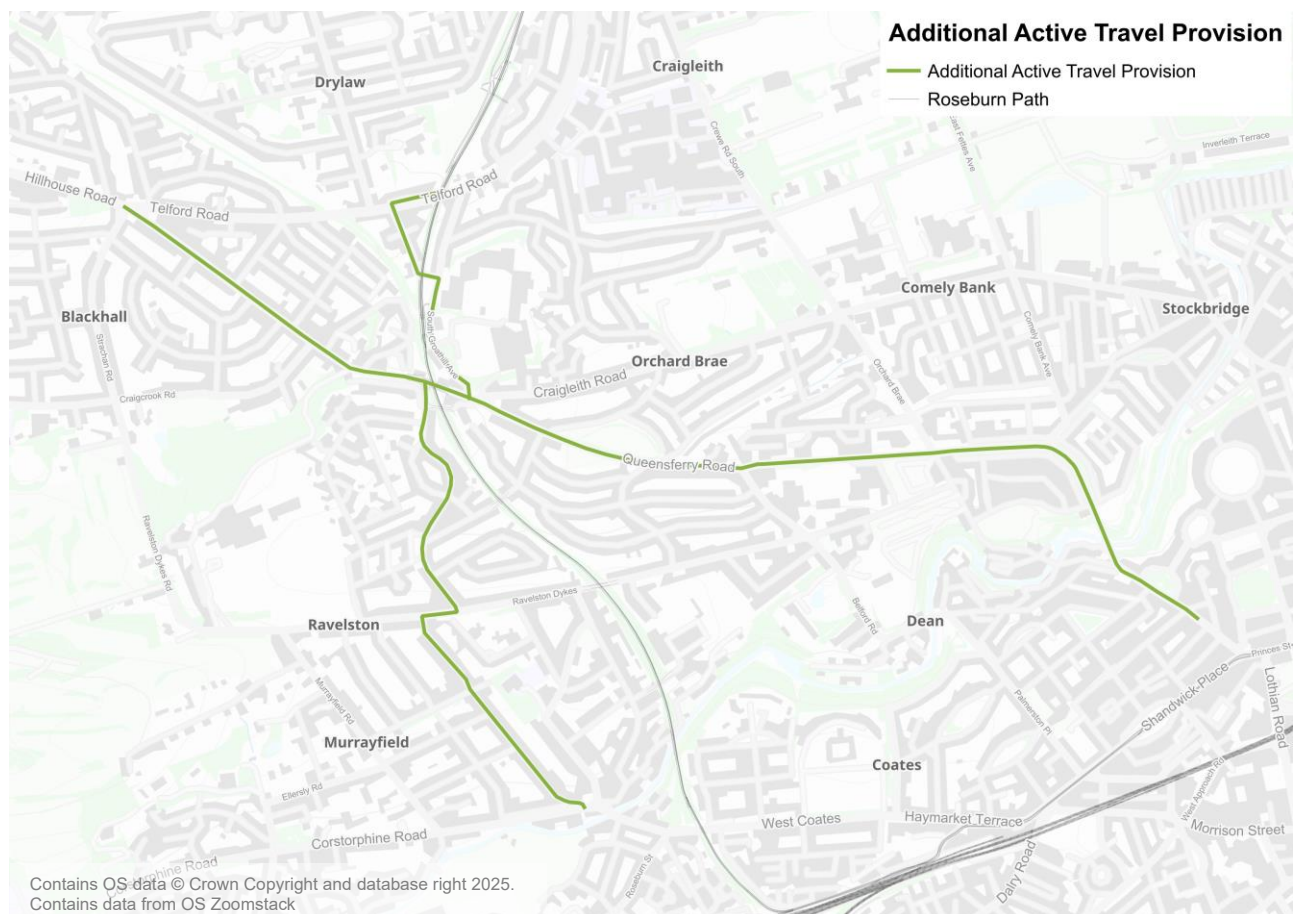 Additional Active Travel Provision
Additional Active Travel Provision
Roseburn Path
Craigleith
Drylaw
Crewe Rd South
East Fettes Ave
Inverleith Terrace
Hillhouse Road
Telford Road
Telford Road
Comely Bank
Stockbridge
Blackhall
Strachan Rd
South Groathill Ave
Orchard Brae
Comely Bank Ave
Craigleith Road
Orchard Brae
Craigcrook Rd
Queensferry Road
Ravelston Dykes Rd
Ravelston Dykes
Belford Rd
Dean
Ravelston
Princes St
Murrayfield Rd
Palmerston Pl
Shandwick-Place
Lothian Road
Murrayfield
Coates
Ellersly Rd
West Approach Rd
West Coates
Haymarket Terrace
Morrison Street
Corstorphine Road
Corstorphine Road
Roseburn St
Dalry Road
Contains OS data © Crown Copyright and database right 2025.
Contains data from OS Zoomstack